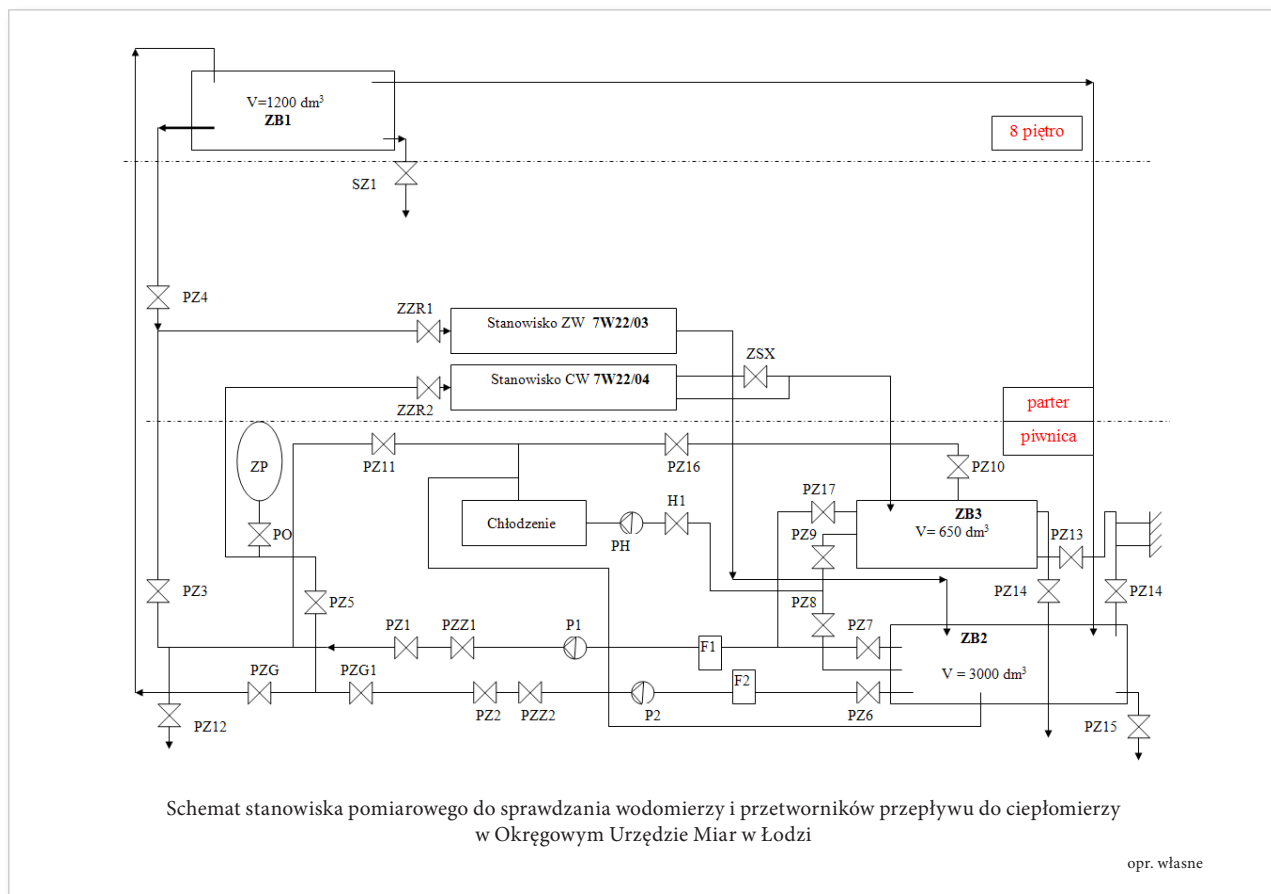 V=1200 dm³
ZB1
8 piętro
SZ1
PZ4
ZZR1
Stanowisko ZW 7W22/03
ZSX
Stanowisko CW 7W22/04
ZZR2
parter
piwnica
ZP
PZ11
PZ16
PZ10
PZ17
H1
ZB3
V= 650 dm³
Chłodzenie
PO
PH
PZ9
PZ13
PZ3
PZ5
PZ8
PZ14
PZ14
PZ1
PZZ1
P1
F1
PZ7
ZB2
V = 3000 dm³
PZG
PZG1
F2
PZ2
PZZ2
P2
PZ6
PZ12
PZ15
Schemat stanowiska pomiarowego do sprawdzania wodomierzy i przetworników przepływu do ciepłomierzy
w Okręgowym Urzędzie Miar w Łodzi
opr. własne